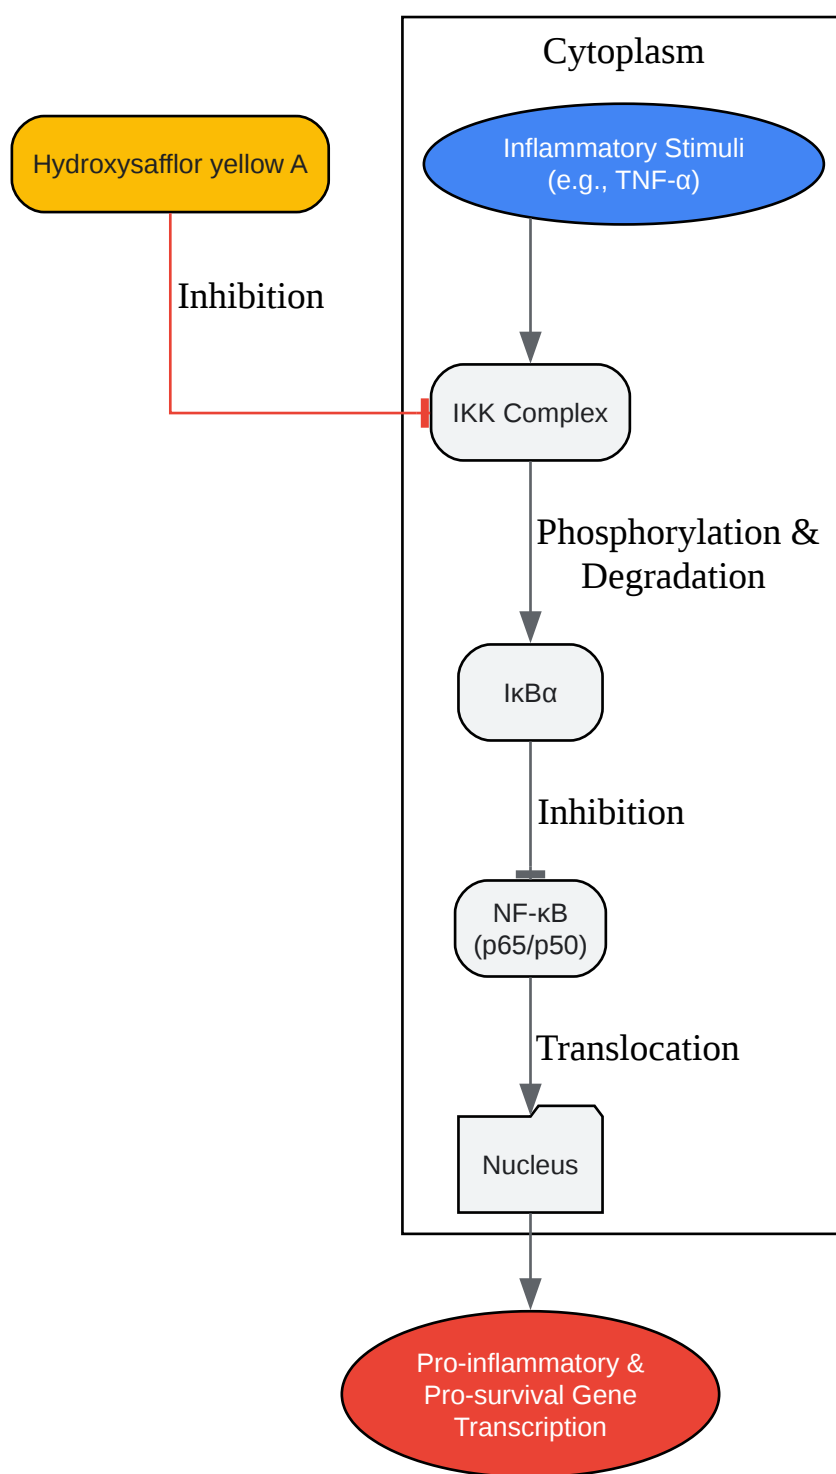 Cytoplasm
Hydroxysafflor yellow A
Inflammatory Stimuli
(e.g., TNF-α)
Inhibition
IKK Complex
Phosphorylation &
Degradation
IκBα
Inhibition
NF-κB
(p65/p50)
Translocation
Nucleus
Pro-inflammatory &
Pro-survival Gene
Transcription